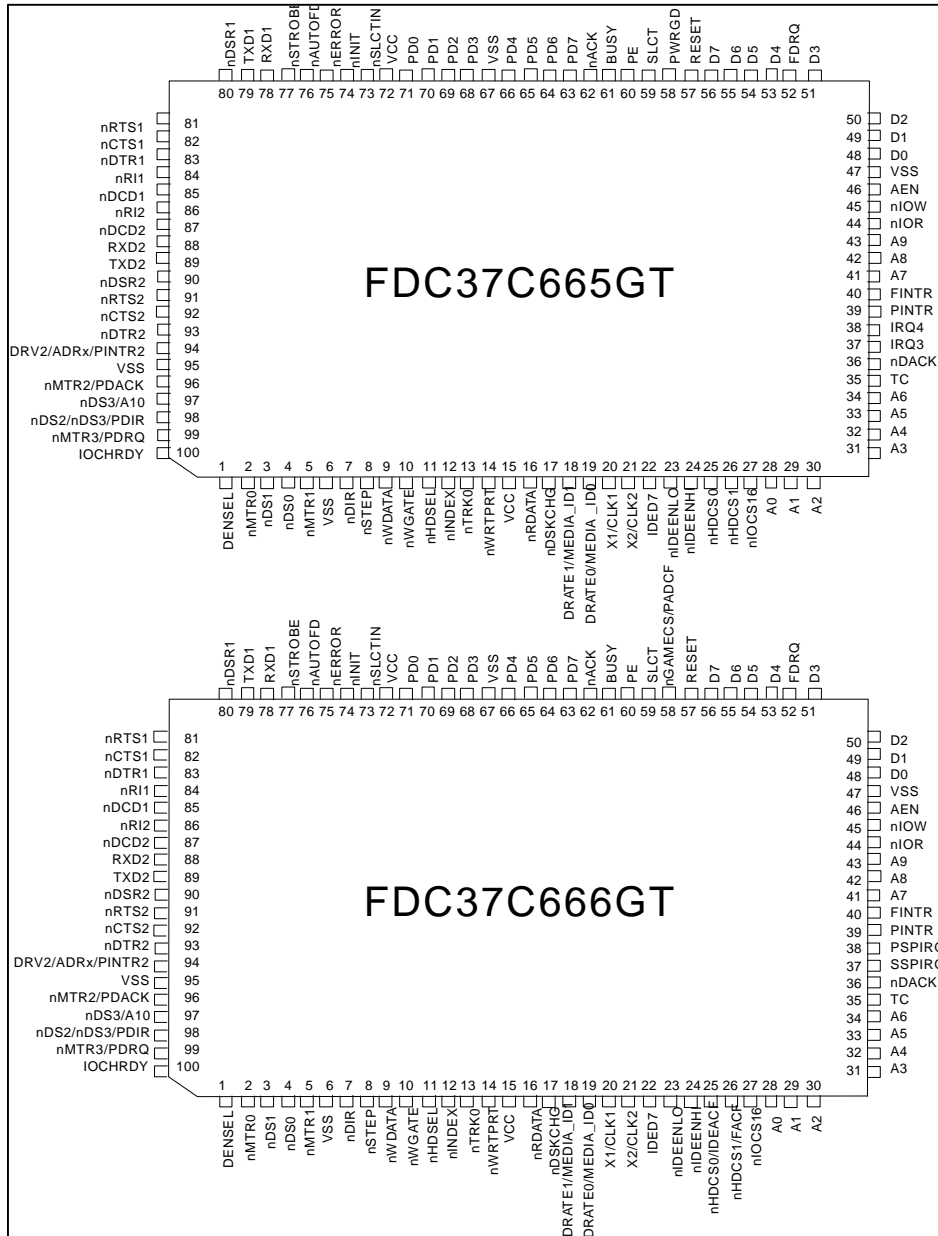 nDSR1 TXD1 RXD1 nSTROBE nAUTOFD nERROR nINIT nSLCTIN VCC PD0 PD1 PD2 PD3 VSS PD4 PD5 PD6 PD7 nACK BUSY PE SLCT PWRGD RESET D7 D6 D5 D4 FDRQ D3
80 79 78 77 76 75 74 73 72 71 70 69 68 67 66 65 64 63 62 61 60 59 58 57 56 55 54 53 52 51
nRTS1 81 50 D2
nCTS1 82 49 D1
nDTR1 83 48 D0
nRI1 84 47 VSS
nDCD1 85 46 AEN
nRI2 86 45 nIOW
nDCD2 87 44 nIOR
RXD2 88 43 A9
TXD2 89 42 A8
nDSR2 90 41 A7
nRTS2 91 40 FINTR
nCTS2 92 39 PINTR
nDTR2 93 38 IRQ4
DRV2/ADRx/PINTR2 94 37 IRQ3
VSS 95 36 nDACK
nMTR2/PDACK 96 35 TC
nDS3/A10 97 34 A6
nDS2/nDS3/PDIR 98 33 A5
nMTR3/PDRQ 99 32 A4
IOCHRDY 100 31 A3
FDC37C665GT
1 2 3 4 5 6 7 8 9 10 11 12 13 14 15 16 17 18 19 20 21 22 23 24 25 26 27 28 29 30
DENSEL nMTR0 nDS1 nDS0 nMTR1 VSS nDIR nSTEP nWDATA nWGATE nHDSEL nINDEX nTRK0 nWRTPRT VCC nRDATA nDSKCHG DRATE1/MEDIA_ID1 DRATE0/MEDIA_ID0 X1/CLK1 X2/CLK2 IDED7 nIDEENLO nIDEENHI nHDCS0 nHDCS1 nIOCS16 A0 A1 A2
nDSR1 TXD1 RXD1 nSTROBE nAUTOFD nERROR nINIT nSLCTIN VCC PD0 PD1 PD2 PD3 VSS PD4 PD5 PD6 PD7 nACK BUSY PE SLCT nGAMECS/PADCF RESET D7 D6 D5 D4 FDRQ D3
80 79 78 77 76 75 74 73 72 71 70 69 68 67 66 65 64 63 62 61 60 59 58 57 56 55 54 53 52 51
nRTS1 81 50 D2
nCTS1 82 49 D1
nDTR1 83 48 D0
nRI1 84 47 VSS
nDCD1 85 46 AEN
nRI2 86 45 nIOW
nDCD2 87 44 nIOR
RXD2 88 43 A9
TXD2 89 42 A8
nDSR2 90 41 A7
nRTS2 91 40 FINTR
nCTS2 92 39 PINTR
nDTR2 93 38 PSPIRQ
DRV2/ADRx/PINTR2 94 37 SSPIRQ
VSS 95 36 nDACK
nMTR2/PDACK 96 35 TC
nDS3/A10 97 34 A6
nDS2/nDS3/PDIR 98 33 A5
nMTR3/PDRQ 99 32 A4
IOCHRDY 100 31 A3
FDC37C666GT
1 2 3 4 5 6 7 8 9 10 11 12 13 14 15 16 17 18 19 20 21 22 23 24 25 26 27 28 29 30
DENSEL nMTR0 nDS1 nDS0 nMTR1 VSS nDIR nSTEP nWDATA nWGATE nHDSEL nINDEX nTRK0 nWRTPRT VCC nRDATA nDSKCHG DRATE1/MEDIA_ID1 DRATE0/MEDIA_ID0 X1/CLK1 X2/CLK2 IDED7 nIDEENLO nIDEENHI nHDCS0/IDEACF nHDCS1/FACF nIOCS16 A0 A1 A2